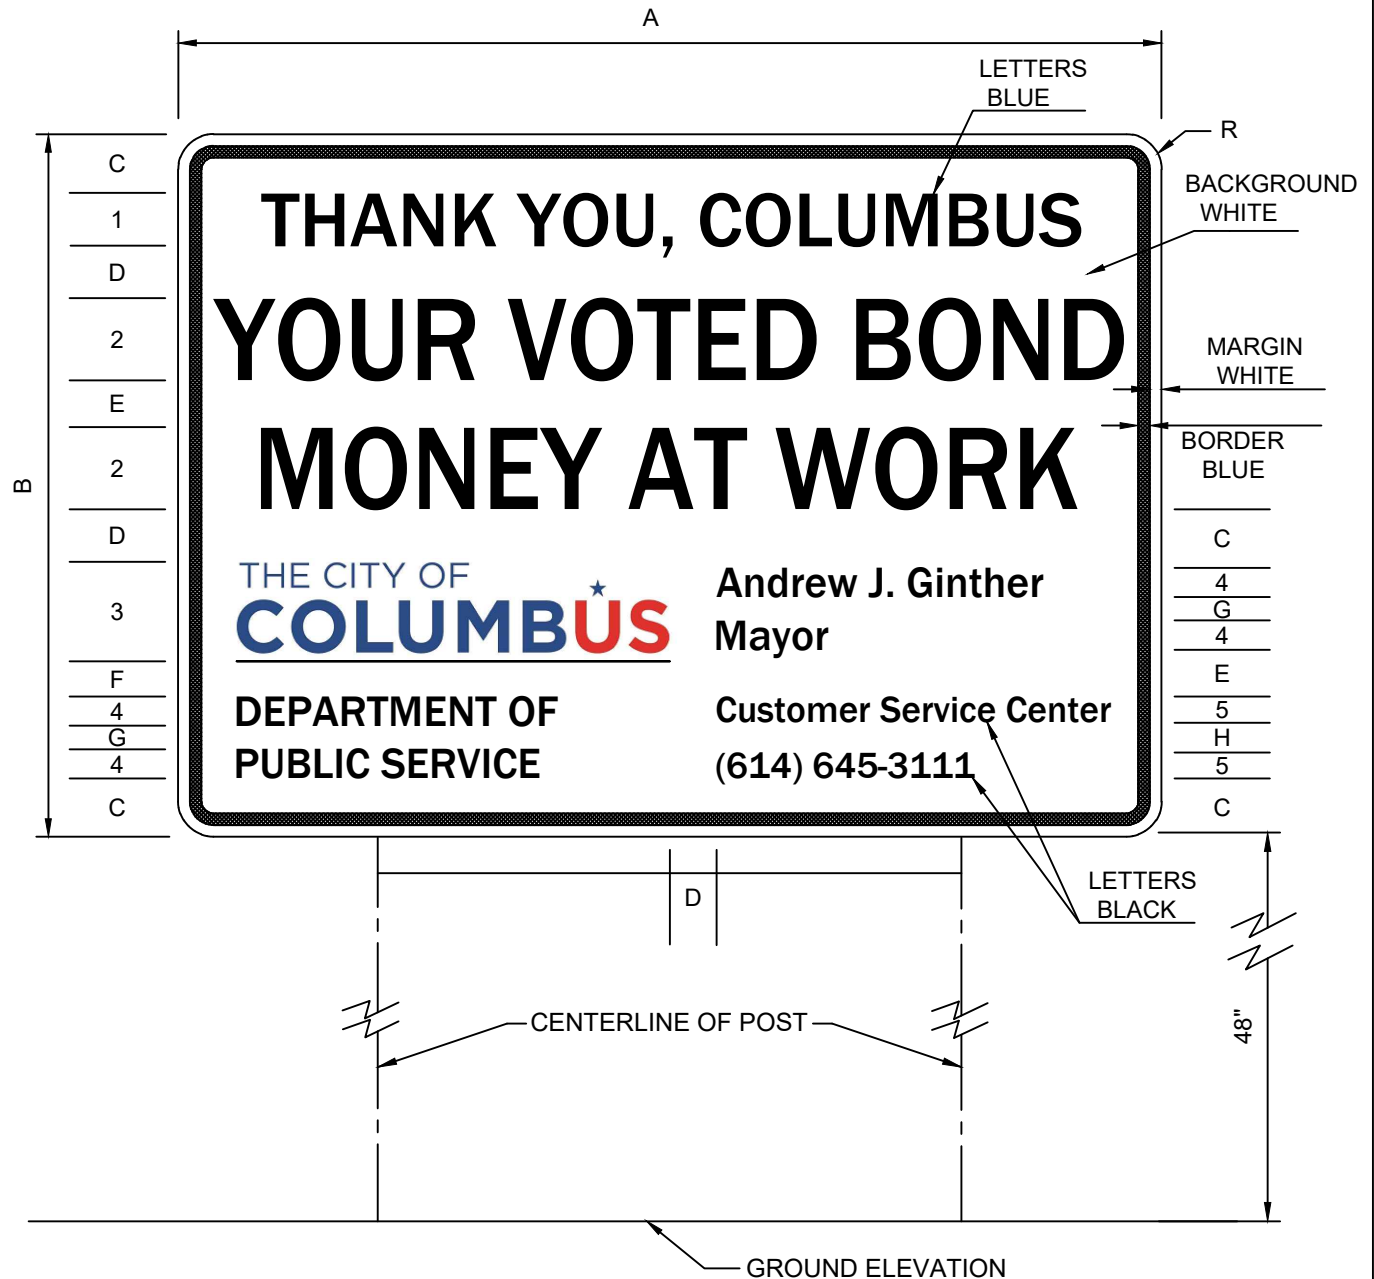 A
LETTERS
BLUE
R
C
BACKGROUND
WHITE
THANK YOU, COLUMBUS
1
D
YOUR VOTED BOND
2
MARGIN
WHITE
E
MONEY AT WORK
BORDER
BLUE
2
B
D
C
THE CITY OF
COLUMBUS
3
Andrew J. Ginther
Mayor
4
G
4
E
F
4
G
4
C
DEPARTMENT OF
PUBLIC SERVICE
Customer Service Center
(614) 645-3111
5
H
5
C
D
LETTERS
BLACK
CENTERLINE OF POST
48"
GROUND ELEVATION